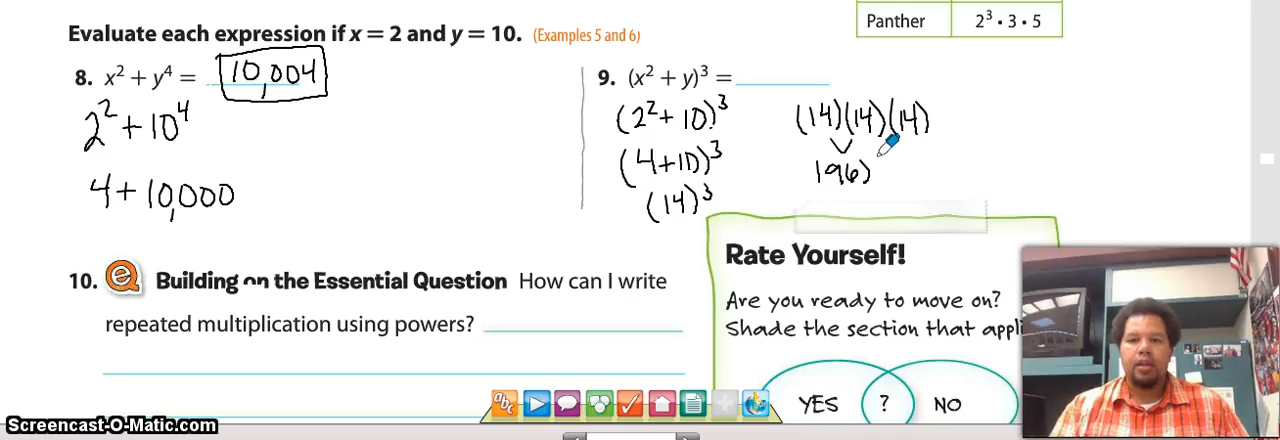 Panther 2³ • 3 • 5
Evaluate each expression if x = 2 and y = 10. (Examples 5 and 6)
8. x² + y⁴ = 10,004
2² + 10⁴
4 + 10,000
9. (x² + y)³ =
(2² + 10)³
(4+10)³
(14)³
(14)(14)(14)
196)
10. e Building on the Essential Question How can I write
repeated multiplication using powers?
Rate Yourself!
Are you ready to move on?
Shade the section that appli
YES ? NO
abc
Screencast-O-Matic.com